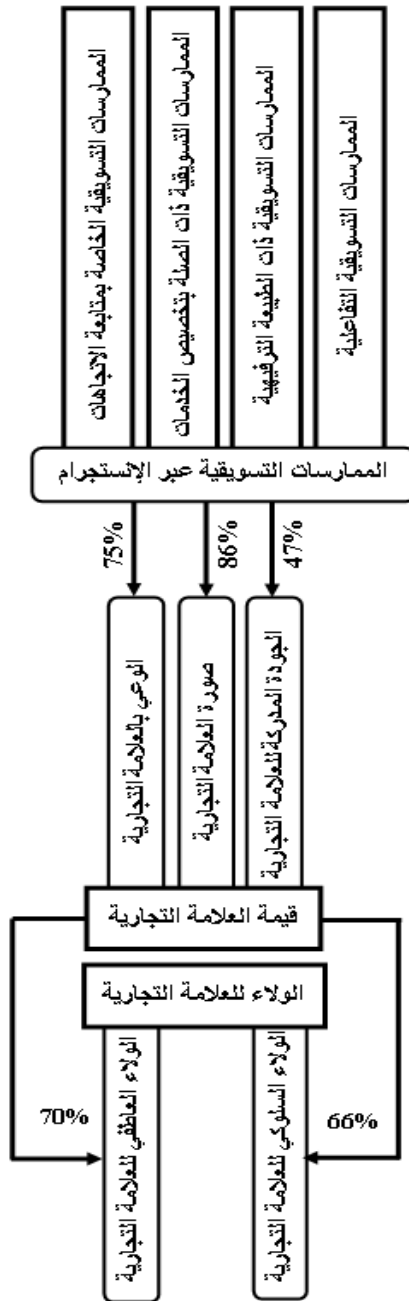 الممارسات التسويقية التفاعلية
الممارسات التسويقية ذات الطبيعة الترفيهية
الممارسات التسويقية ذات الصلة بتخصيص الخدمات
الممارسات التسويقية الخاصة بمتابعة الاتجاهات
الممارسات التسويقية عبر الإنستجرام
47%
86%
75%
الجودة المدركة للعلامة التجارية
صورة العلامة التجارية
الوعي بالعلامة التجارية
قيمة العلامة التجارية
الولاء للعلامة التجارية
66%
70%
الولاء السلوكي للعلامة التجارية
الولاء العاطفي للعلامة التجارية